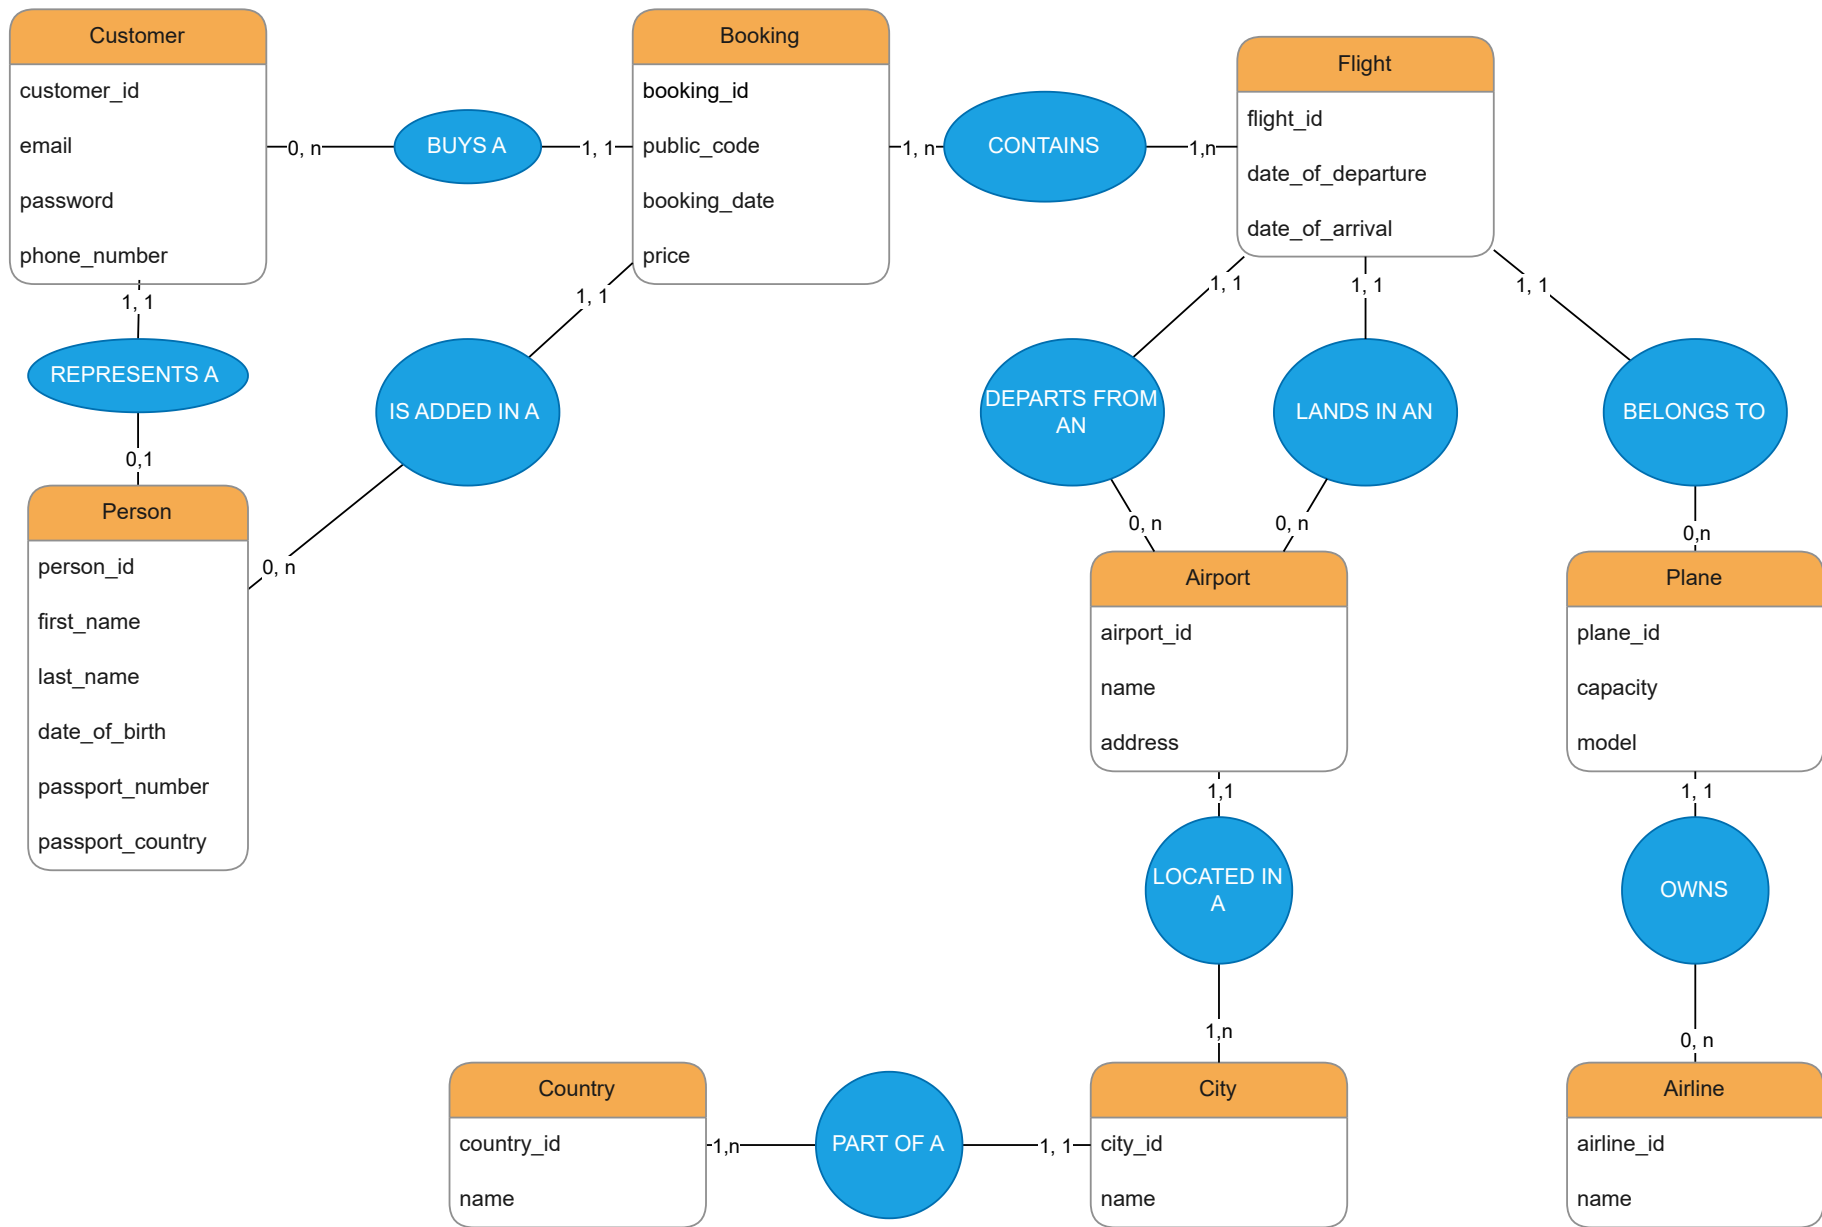 Customer
customer_id
email
password
phone_number
0, n
BUYS A
1, 1
Booking
booking_id
public_code
booking_date
price
1, n
CONTAINS
1,n
Flight
flight_id
date_of_departure
date_of_arrival
1, 1
REPRESENTS A
0,1
Person
person_id
first_name
last_name
date_of_birth
passport_number
passport_country
1, 1
IS ADDED IN A
0, n
1, 1
DEPARTS FROM
AN
0, n
1, 1
LANDS IN AN
0, n
1, 1
BELONGS TO
0,n
Airport
airport_id
name
address
Plane
plane_id
capacity
model
1,1
LOCATED IN
A
1,n
1, 1
OWNS
0, n
Country
country_id
name
1,n
PART OF A
1, 1
City
city_id
name
Airline
airline_id
name